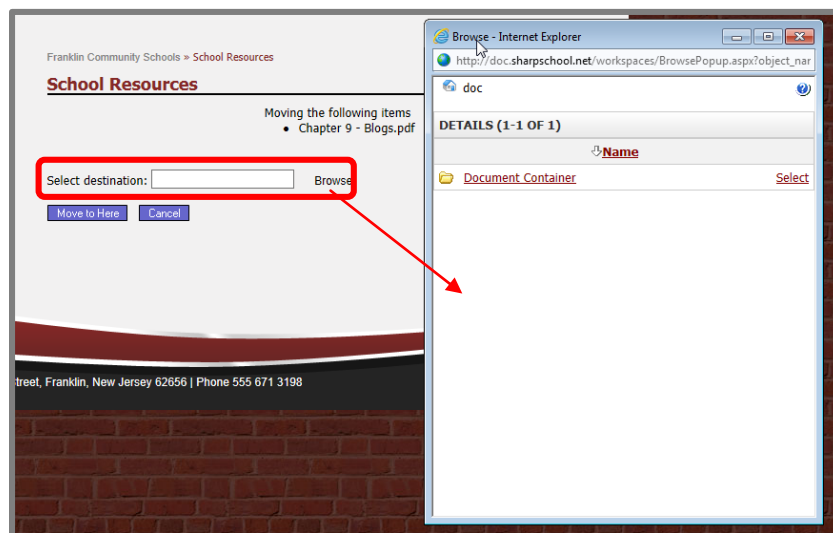 Franklin Community Schools » School Resources
School Resources
Moving the following items
• Chapter 9 - Blogs.pdf
Select destination:
Browse
Move to Here
Cancel
treet, Franklin, New Jersey 62656 | Phone 555 671 3198
Browse - Internet Explorer
http://doc.sharpschool.net/workspaces/BrowsePopup.aspx?object_nar
doc
DETAILS (1-1 OF 1)
Name
Document Container
Select